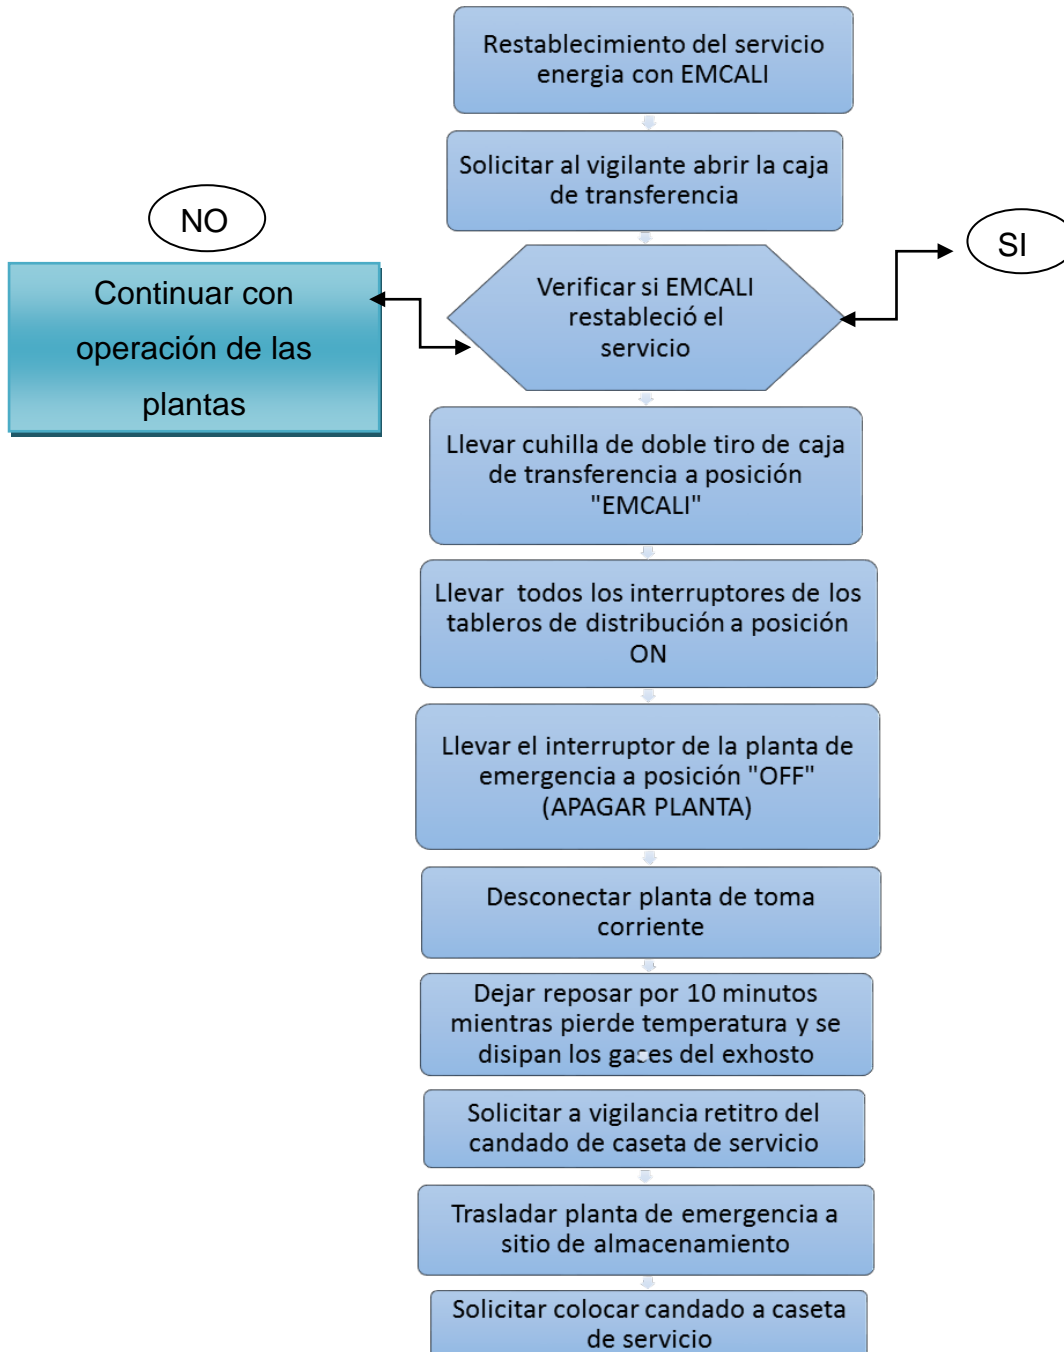 Restablecimiento del servicio
energia con EMCALI
Solicitar al vigilante abrir la caja
de transferencia
NO
SI
Continuar con
operación de las
plantas
Verificar si EMCALI
restableció el
servicio
Llevar cuhilla de doble tiro de caja
de transferencia a posición
"EMCALI"
Llevar todos los interruptores de los
tableros de distribución a posición
ON
Llevar el interruptor de la planta de
emergencia a posición "OFF"
(APAGAR PLANTA)
Desconectar planta de toma
corriente
Dejar reposar por 10 minutos
mientras pierde temperatura y se
disipan los gases del exhosto
Solicitar a vigilancia retitro del
candado de caseta de servicio
Trasladar planta de emergencia a
sitio de almacenamiento
Solicitar colocar candado a caseta
de servicio